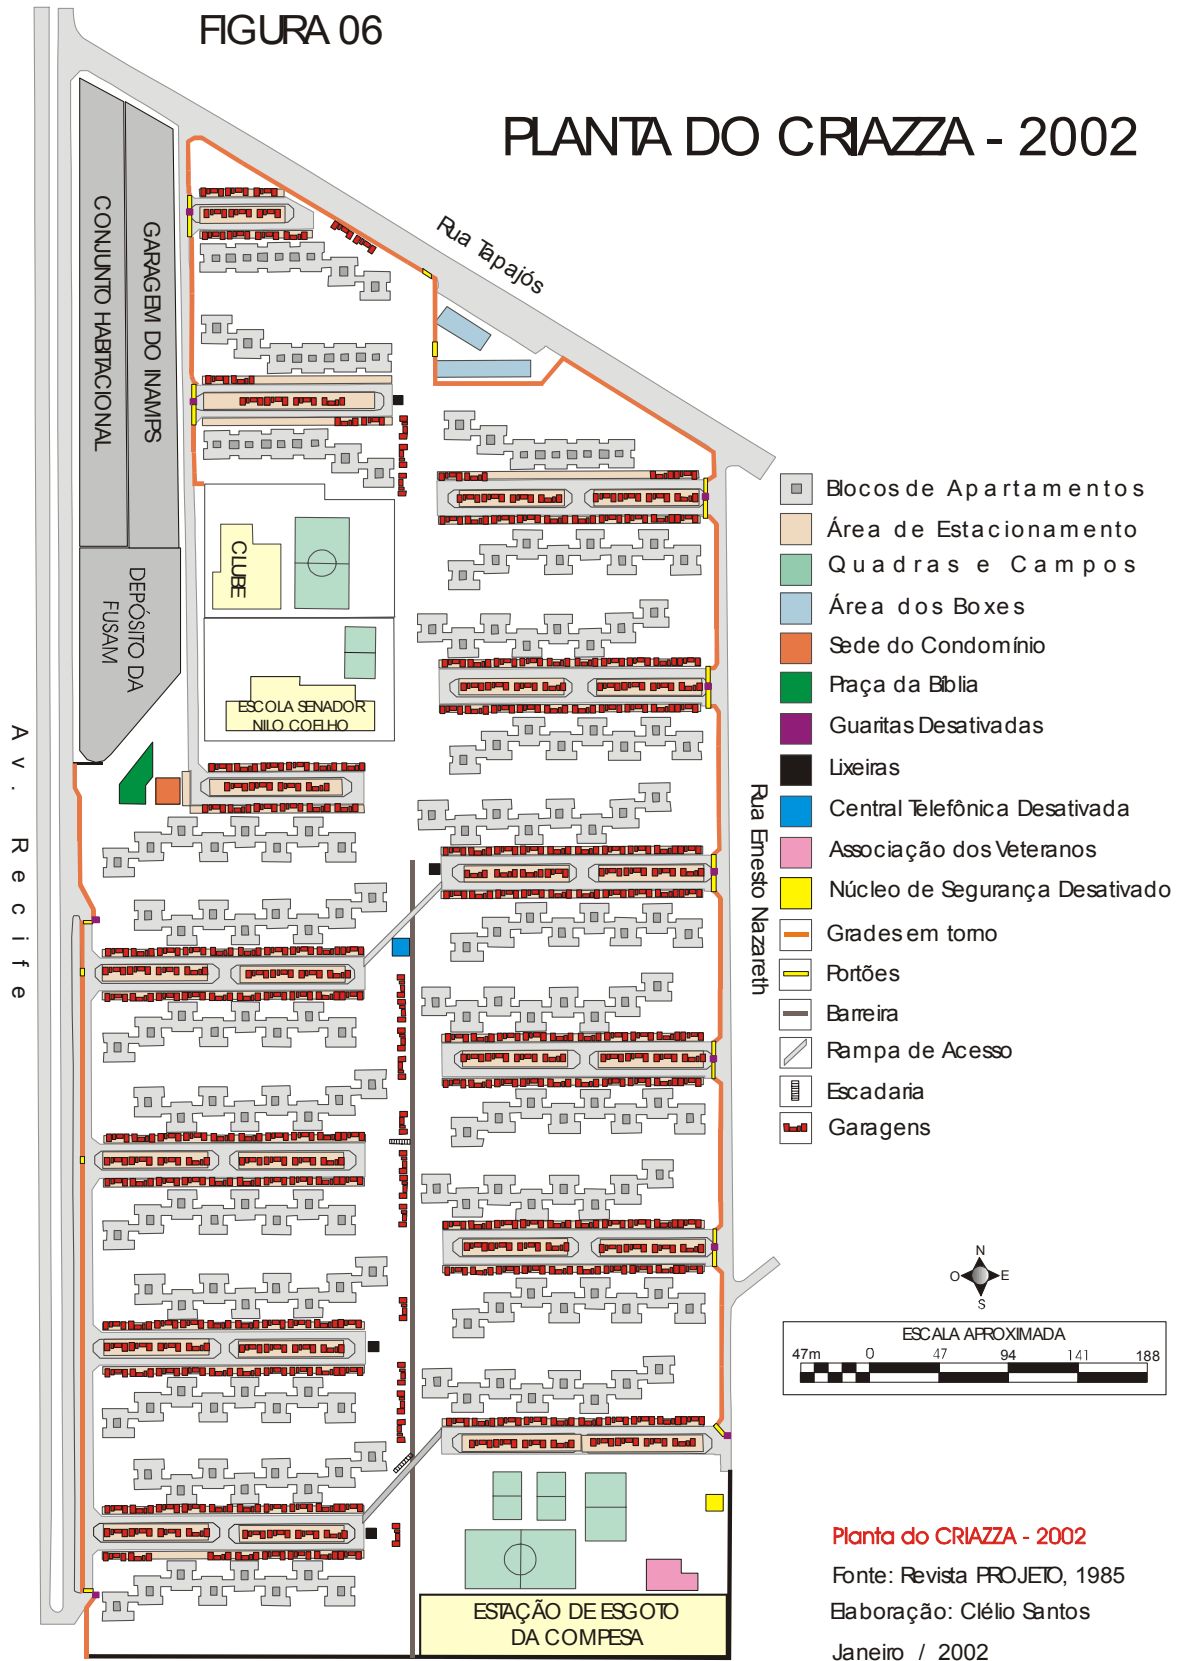 FIGURA 06
PLANTA DO CRIAZZA - 2002
Rua Tapajós
CONJUNTO HABITACIONAL
GARAGEM DO INAMPS
DEPÓSITO DA
FUSAM
CLUBE
ESCOLA SENADOR
NILO COELHO
Av. Recife
Rua Ernesto Nazareth
Blocos de Apartamentos
Área de Estacionamento
Quadras e Campos
Área dos Boxes
Sede do Condomínio
Praça da Bíblia
Guaritas Desativadas
Lixeiras
Central Telefônica Desativada
Associação dos Veteranos
Núcleo de Segurança Desativado
Grades em torno
Portões
Barreira
Rampa de Acesso
Escadaria
Garagens
N
O E
S
ESCALA APROXIMADA
47m 0 47 94 141 188
ESTAÇÃO DE ESGOTO
DA COMPESA
Planta do CRIAZZA - 2002
Fonte: Revista PROJETO, 1985
Elaboração: Clélio Santos
Janeiro / 2002